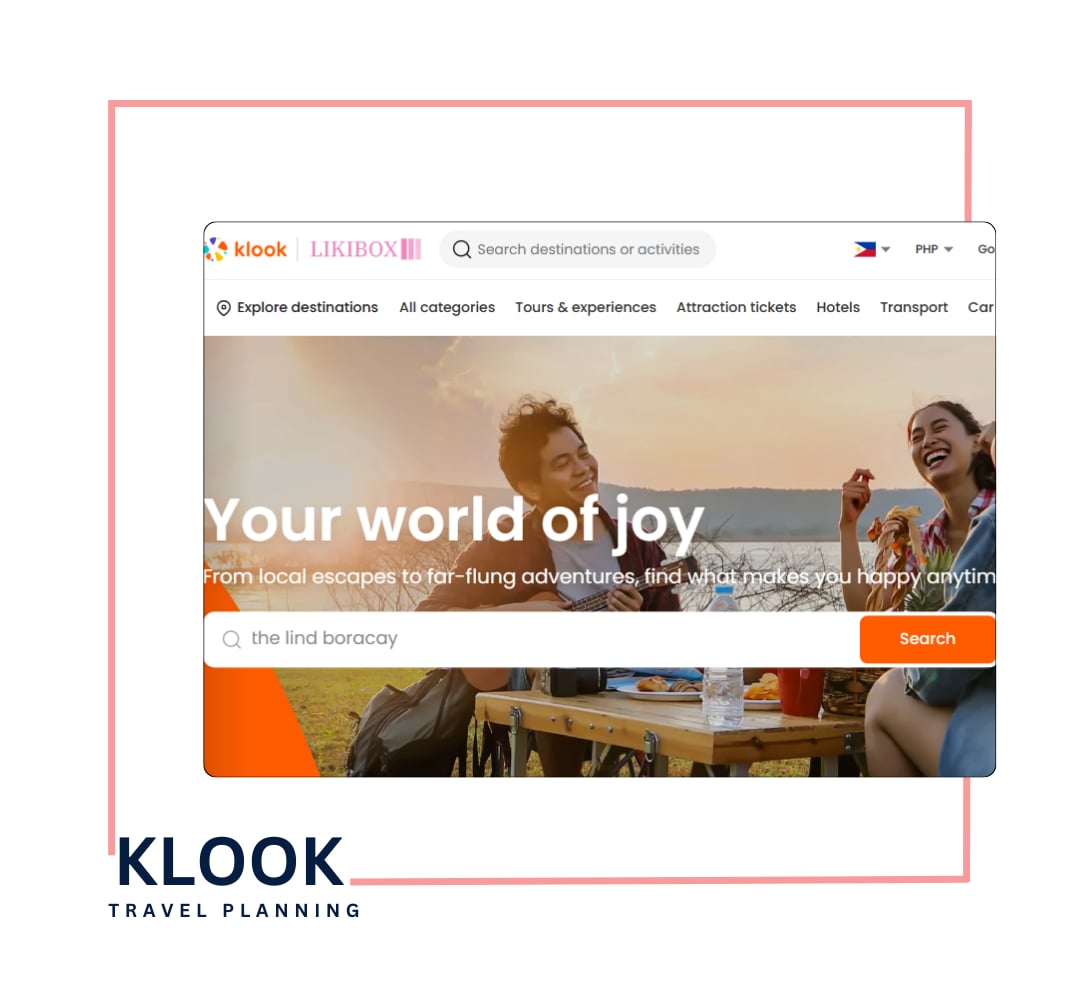 klook LIKIBOX Search destinations or activities PHP Go
Explore destinations All categories Tours & experiences Attraction tickets Hotels Transport Car
Your world of joy
From local escapes to far-flung adventures, find what makes you happy anytim
the lind boracay Search
KLOOK
TRAVEL PLANNING